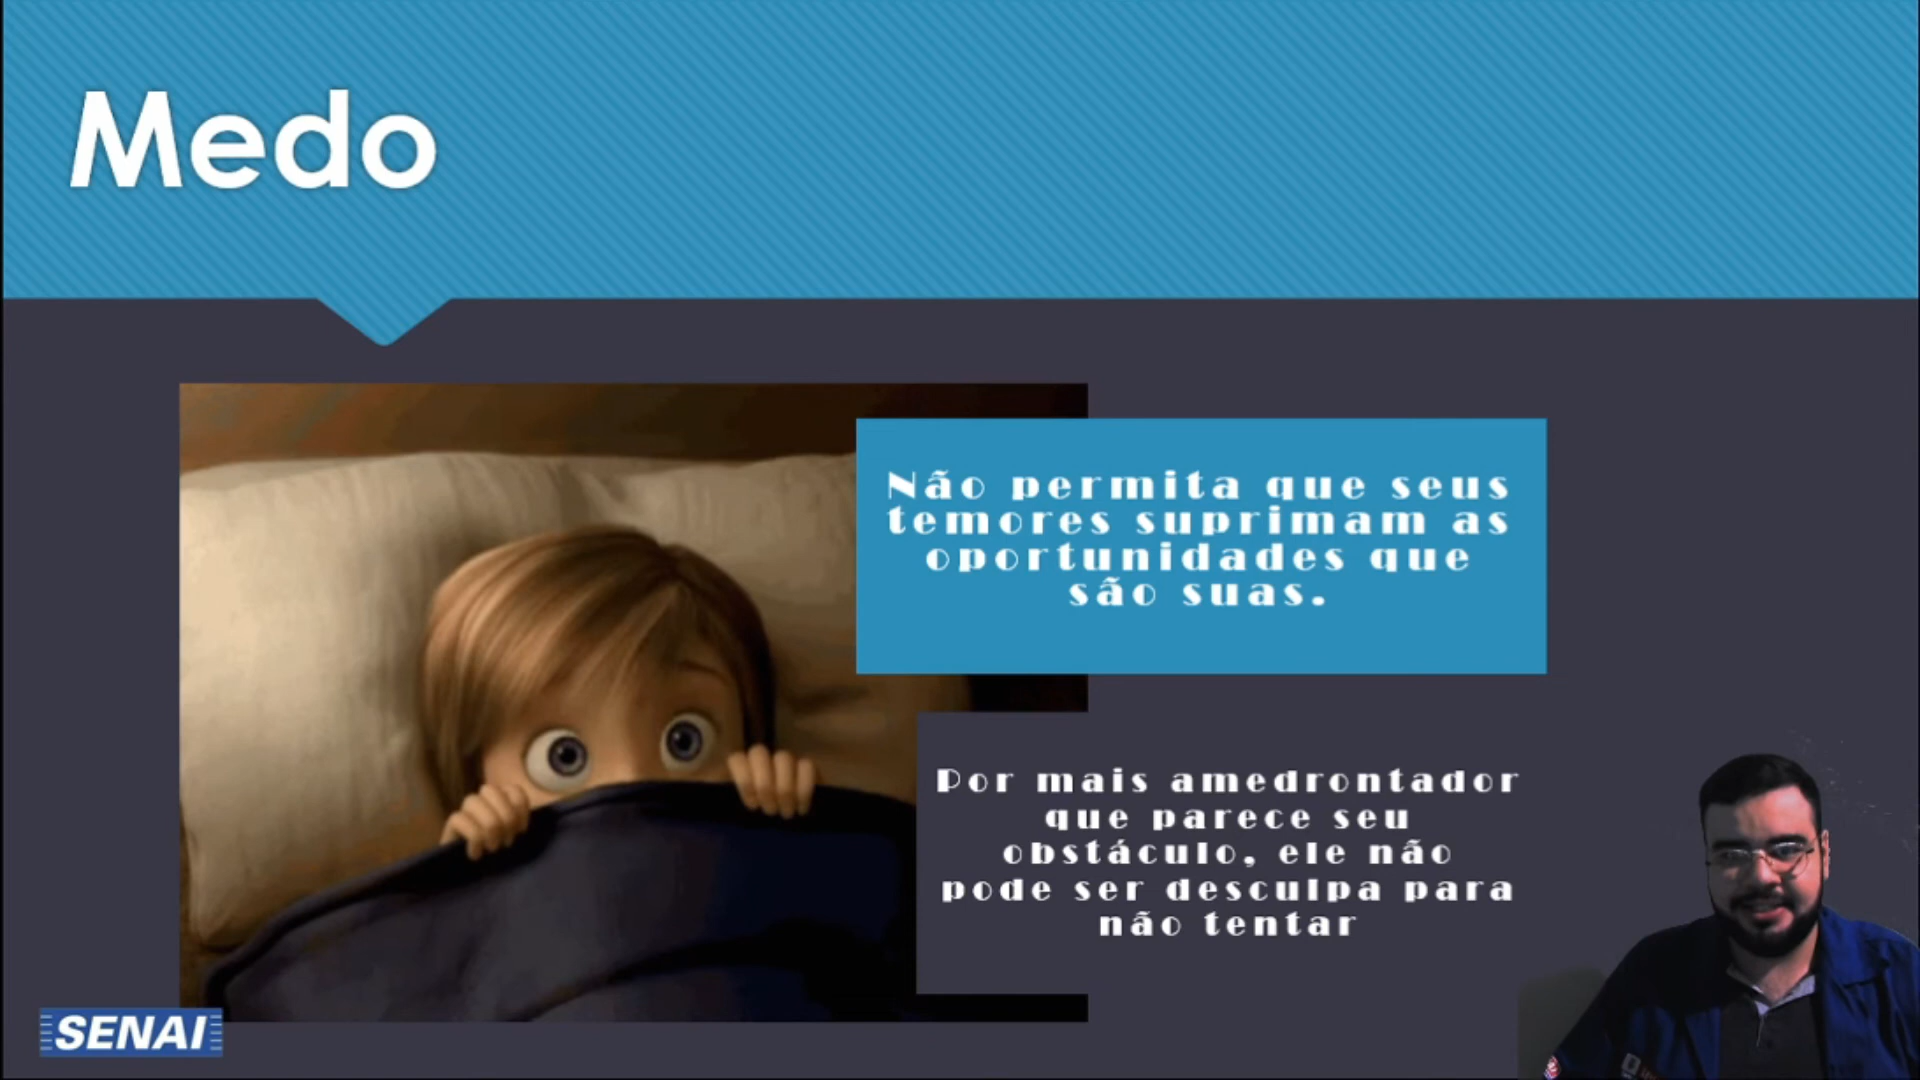 Medo
Não permita que seus
temores suprimam as
oportunidades que
são suas.
Por mais amedrontador
que parece seu
obstáculo, ele não
pode ser desculpa para
não tentar
SENAI